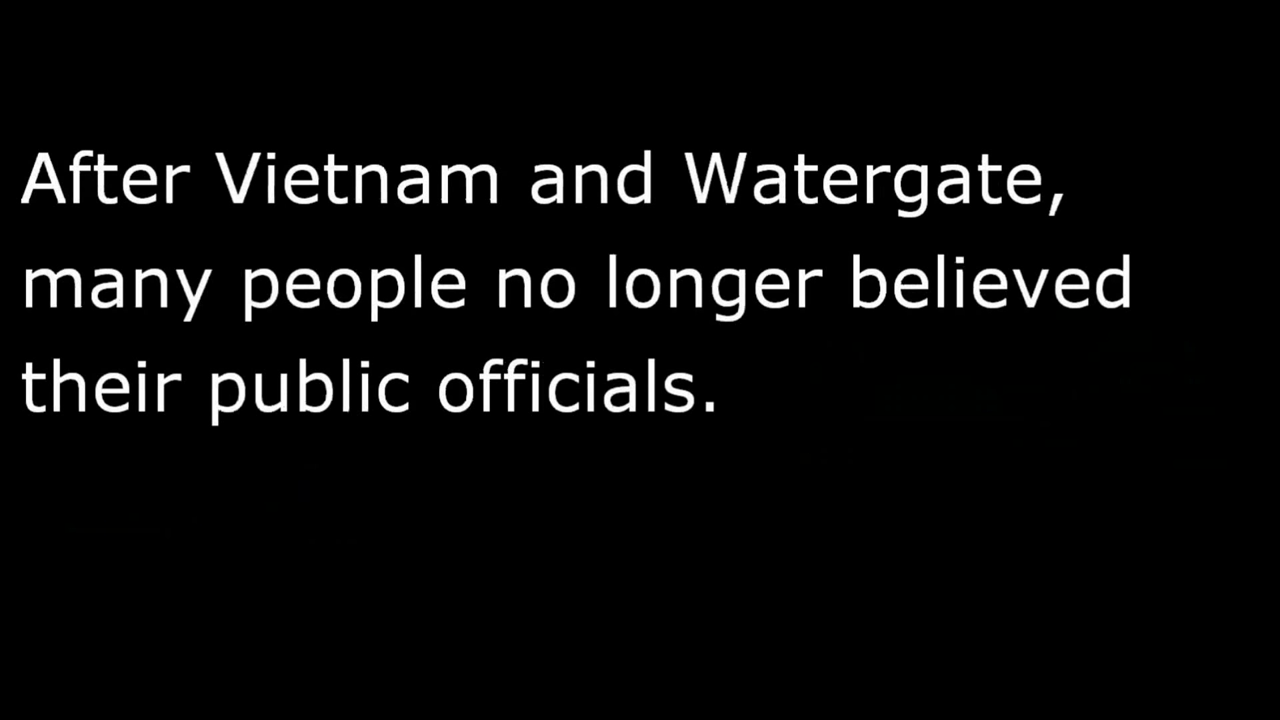 After Vietnam and Watergate,
many people no longer believed
their public officials.